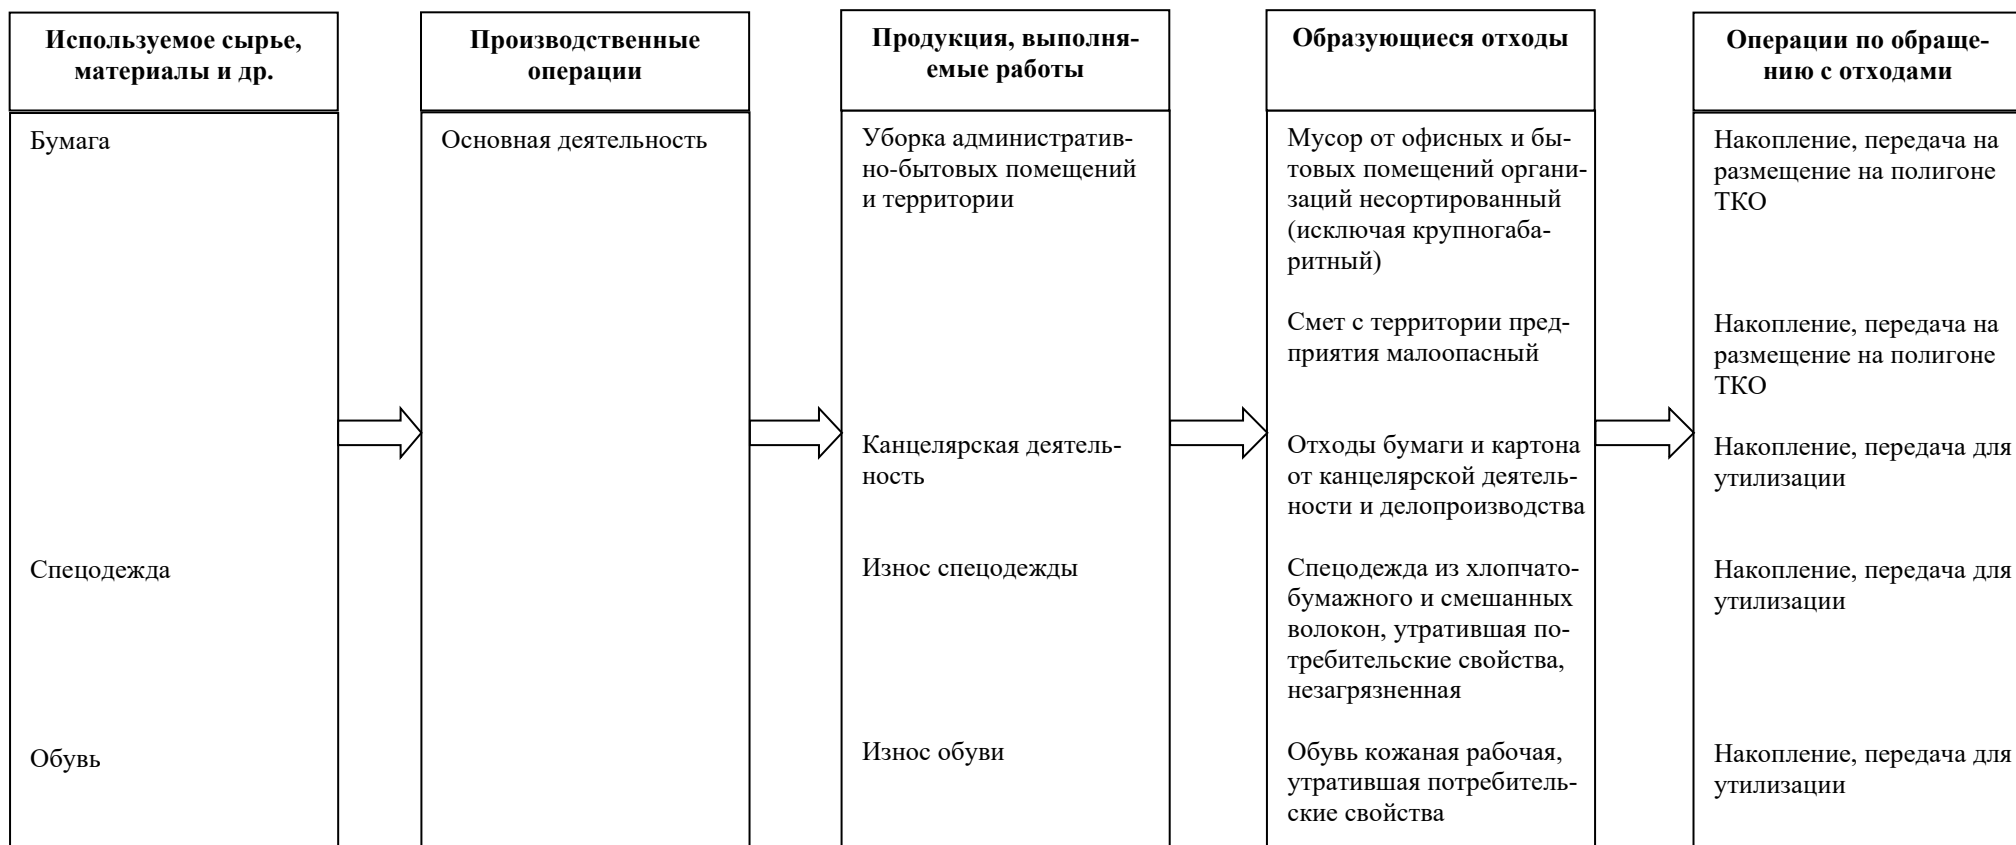 Используемое сырье,
материалы и др.
Производственные
операции
Продукция, выполня-
емые работы
Образующиеся отходы
Операции по обраще-
нию с отходами
Бумага
Спецодежда
Обувь
Основная деятельность
Уборка административ-
но-бытовых помещений
и территории
Канцелярская деятель-
ность
Износ спецодежды
Износ обуви
Мусор от офисных и бы-
товых помещений органи-
заций несортированный
(исключая крупногаба-
ритный)
Смет с территории пред-
приятия малоопасный
Отходы бумаги и картона
от канцелярской деятель-
ности и делопроизводства
Спецодежда из хлопчато-
бумажного и смешанных
волокон, утратившая по-
требительские свойства,
незагрязненная
Обувь кожаная рабочая,
утратившая потребитель-
ские свойства
Накопление, передача на
размещение на полигоне
ТКО
Накопление, передача на
размещение на полигоне
ТКО
Накопление, передача для
утилизации
Накопление, передача для
утилизации
Накопление, передача для
утилизации